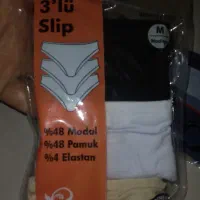 3'lü
Slip
M
%48 Modal
%48 Pamuk
%4 Elastan